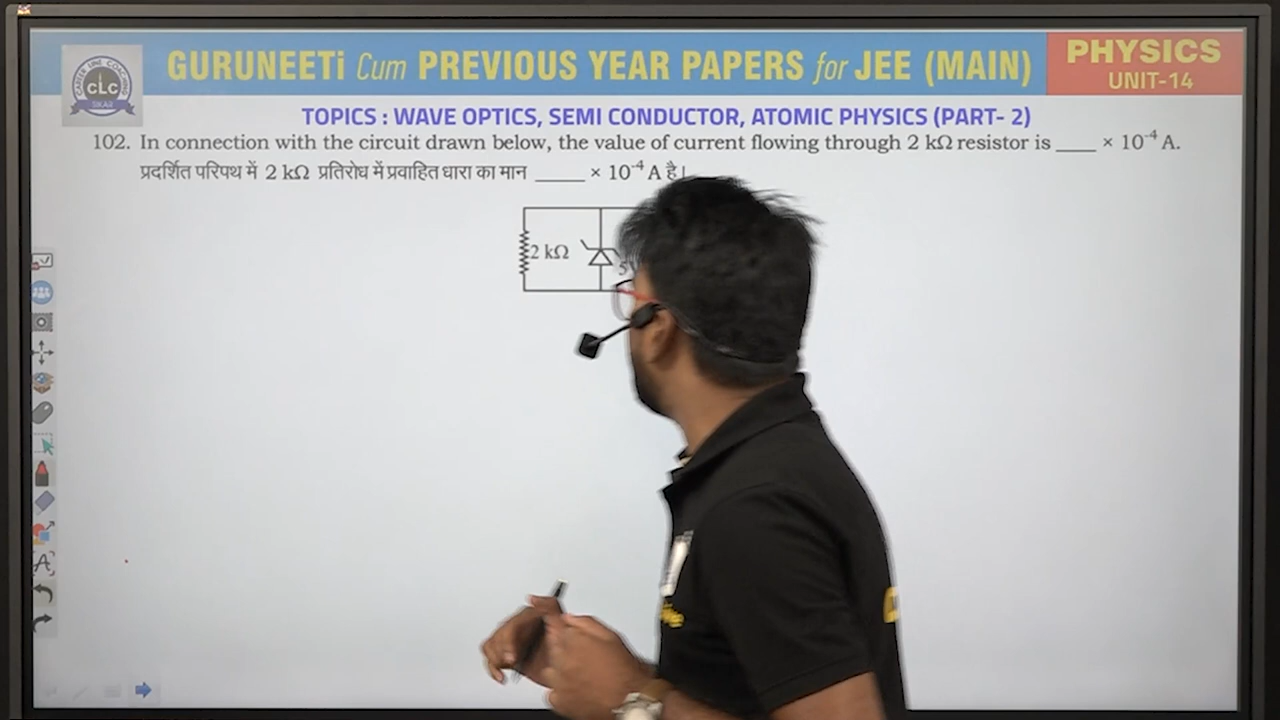 GURUNEETi Cum PREVIOUS YEAR PAPERS for JEE (MAIN)
PHYSICS
UNIT-14
CLC
SIKAR
TOPICS : WAVE OPTICS, SEMI CONDUCTOR, ATOMIC PHYSICS (PART- 2)
102. In connection with the circuit drawn below, the value of current flowing through 2 kΩ resistor is ____ × 10⁻⁴ A.
प्रदर्शित परिपथ में 2 kΩ प्रतिरोध में प्रवाहित धारा का मान _____ × 10⁻⁴ A है।
2 kΩ